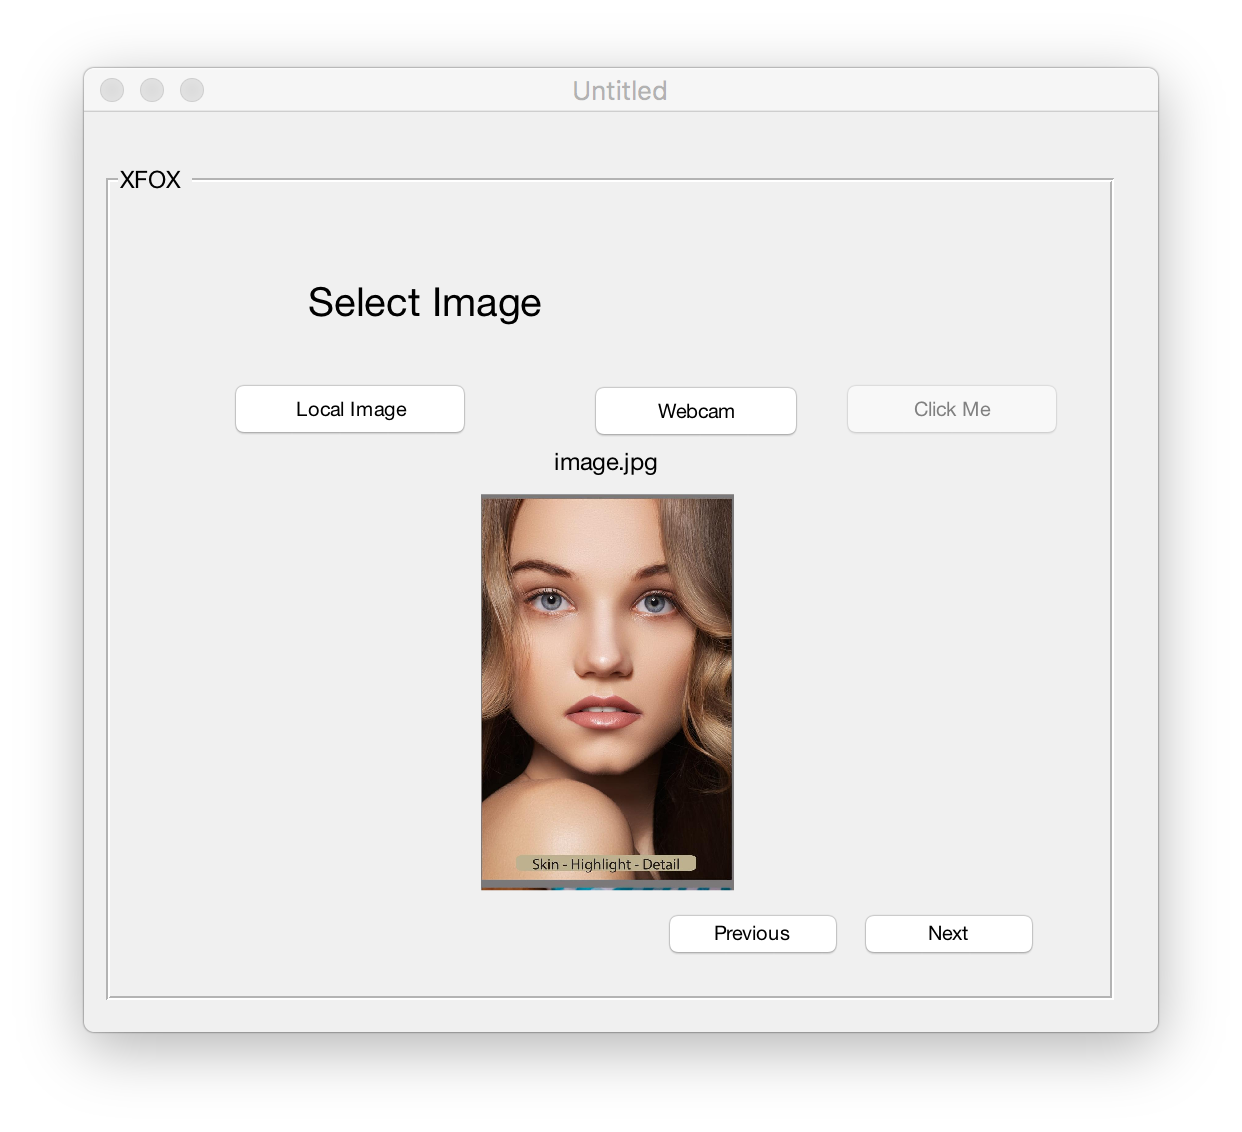 Untitled
XFOX
Select Image
Local Image
Webcam
Click Me
image.jpg
Skin - Highlight - Detail
Previous
Next